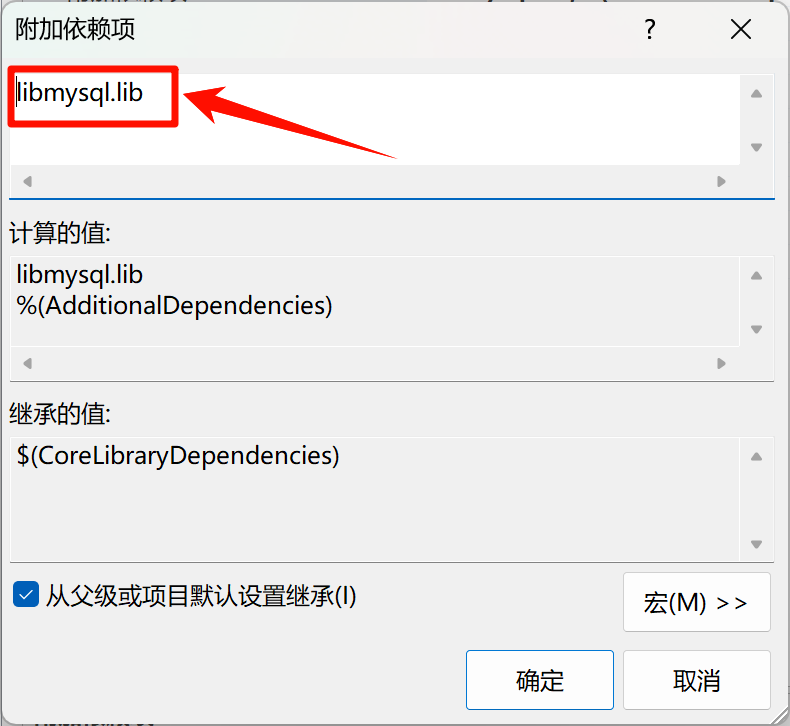 附加依赖项
?
libmysql.lib
计算的值:
libmysql.lib
%(AdditionalDependencies)
继承的值:
$(CoreLibraryDependencies)
从父级或项目默认设置继承(I)
宏(M) >>
确定
取消